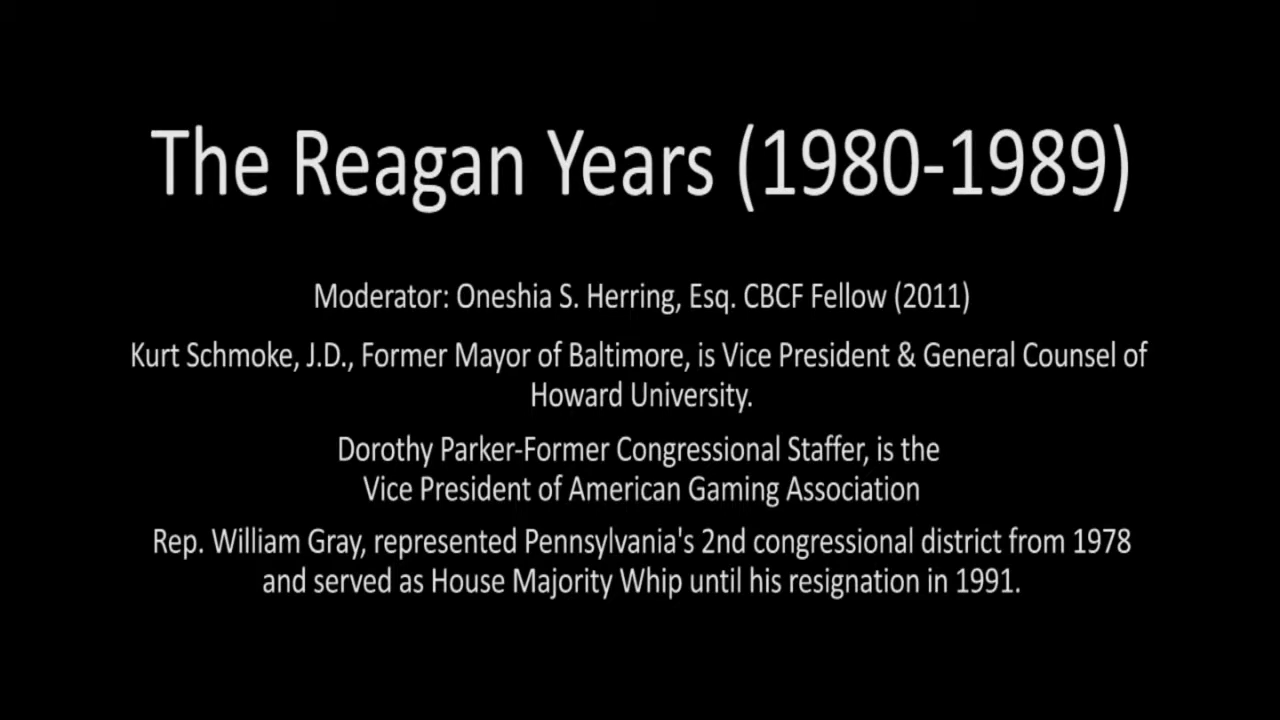 The Reagan Years (1980-1989)
Moderator: Oneshia S. Herring, Esq. CBCF Fellow (2011)
Kurt Schmoke, J.D., Former Mayor of Baltimore, is Vice President & General Counsel of
Howard University.
Dorothy Parker-Former Congressional Staffer, is the
Vice President of American Gaming Association
Rep. William Gray, represented Pennsylvania's 2nd congressional district from 1978
and served as House Majority Whip until his resignation in 1991.